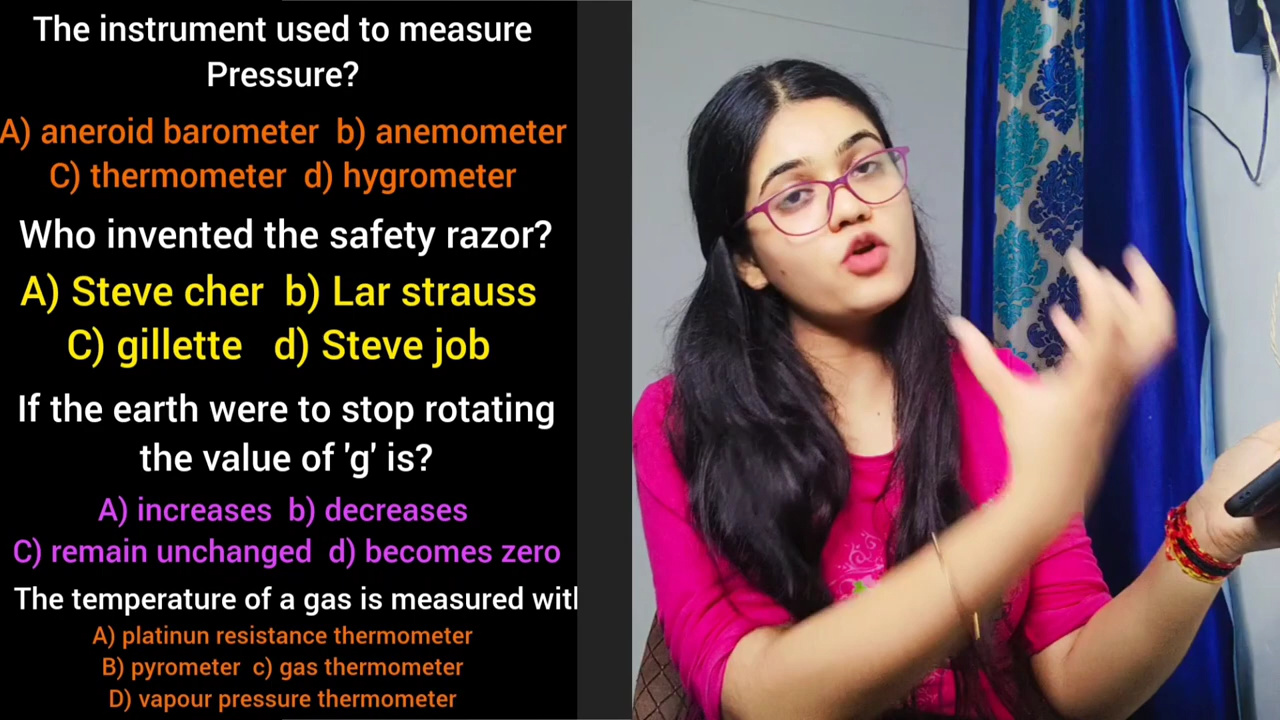 The instrument used to measure
Pressure?
A) aneroid barometer b) anemometer
C) thermometer d) hygrometer
Who invented the safety razor?
A) Steve cher b) Lar strauss
C) gillette d) Steve job
If the earth were to stop rotating
the value of 'g' is?
A) increases b) decreases
C) remain unchanged d) becomes zero
The temperature of a gas is measured wit
A) platinun resistance thermometer
B) pyrometer c) gas thermometer
D) vapour pressure thermometer